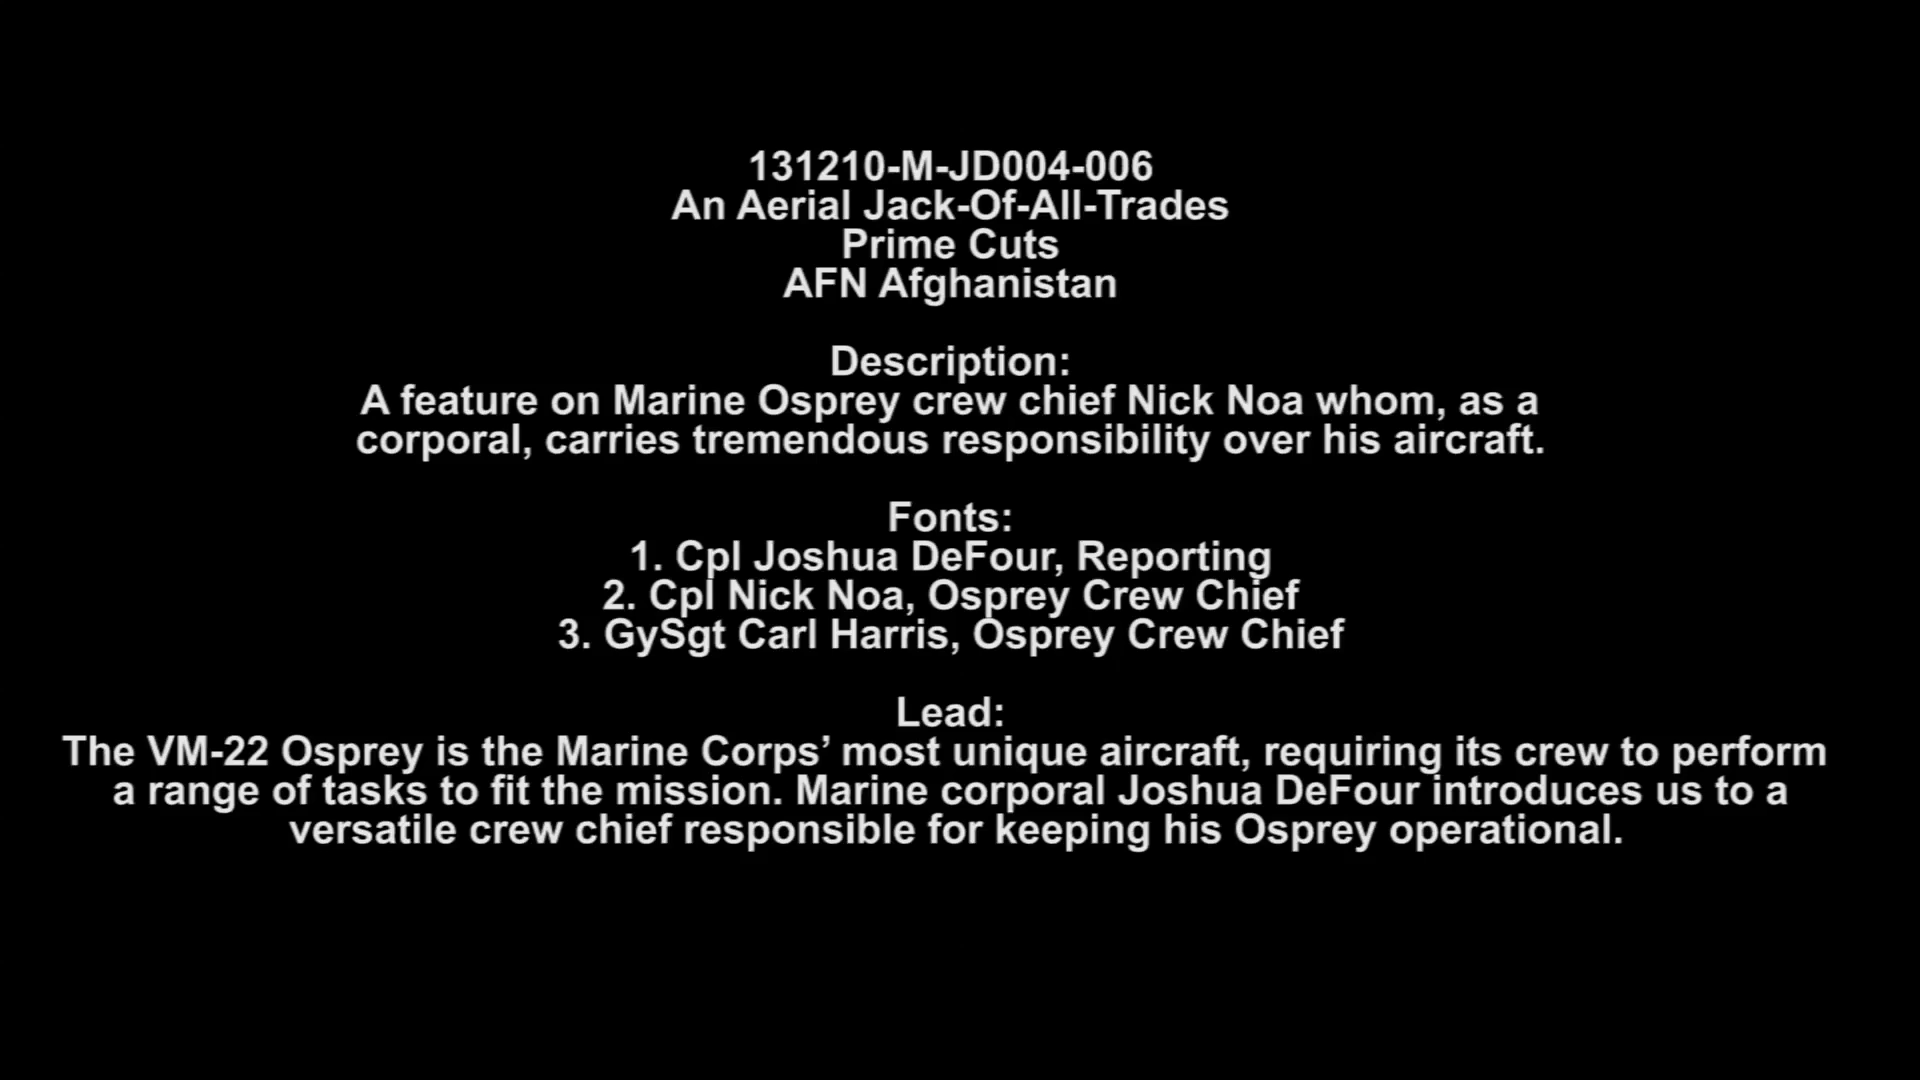 131210-M-JD004-006
An Aerial Jack-Of-All-Trades
Prime Cuts
AFN Afghanistan
Description:
A feature on Marine Osprey crew chief Nick Noa whom, as a
corporal, carries tremendous responsibility over his aircraft.
Fonts:
1. Cpl Joshua DeFour, Reporting
2. Cpl Nick Noa, Osprey Crew Chief
3. GySgt Carl Harris, Osprey Crew Chief
Lead:
The VM-22 Osprey is the Marine Corps’ most unique aircraft, requiring its crew to perform
a range of tasks to fit the mission. Marine corporal Joshua DeFour introduces us to a
versatile crew chief responsible for keeping his Osprey operational.